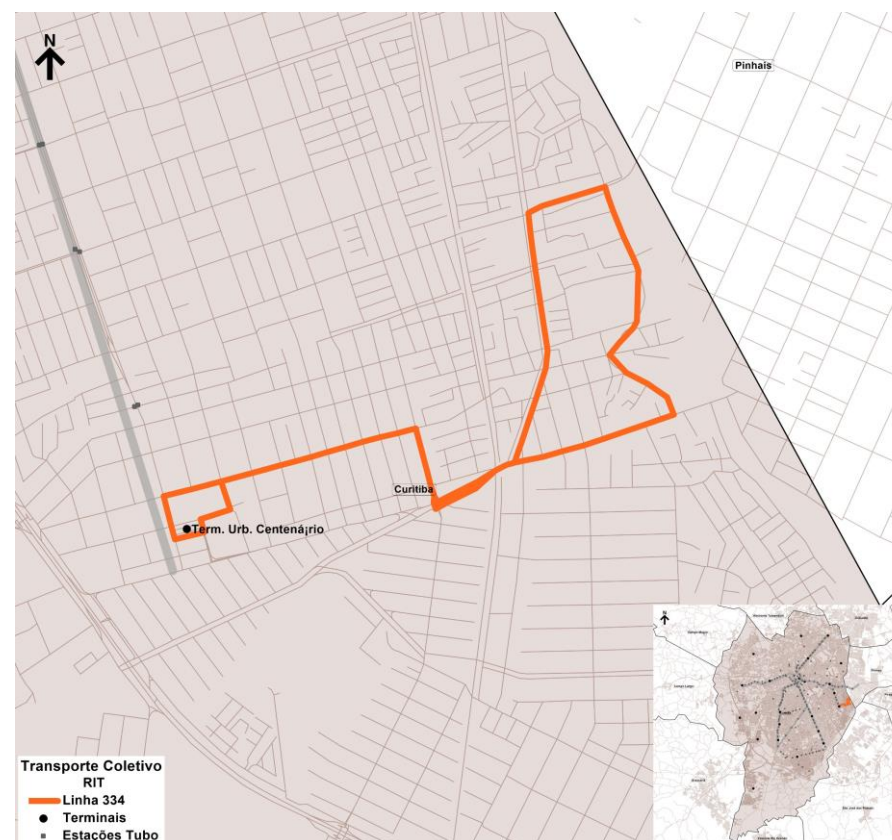 N
Pinhais
Curitiba
Term. Urb. Centená¡rio
N
Transporte Coletivo
RIT
Linha 334
Terminais
Estações Tubo